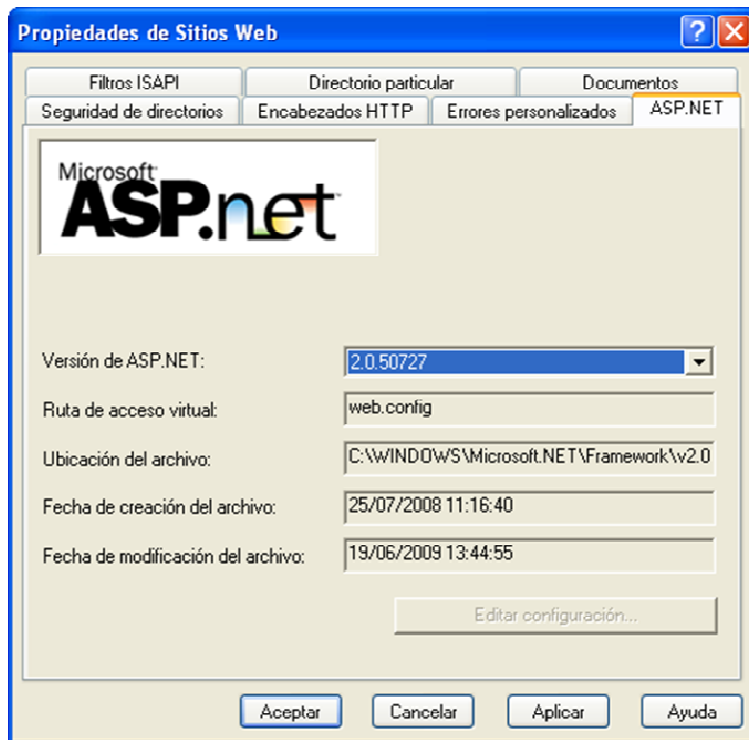 Propiedades de Sitios Web
Filtros ISAPI Directorio particular Documentos
Seguridad de directorios Encabezados HTTP Errores personalizados ASP.NET
Microsoft
ASP.net
Versión de ASP.NET: 2.0.50727
Ruta de acceso virtual: web.config
Ubicación del archivo: C:\WINDOWS\Microsoft.NET\Framework\v2.0
Fecha de creación del archivo: 25/07/2008 11:16:40
Fecha de modificación del archivo: 19/06/2009 13:44:55
Editar configuración...
Aceptar Cancelar Aplicar Ayuda